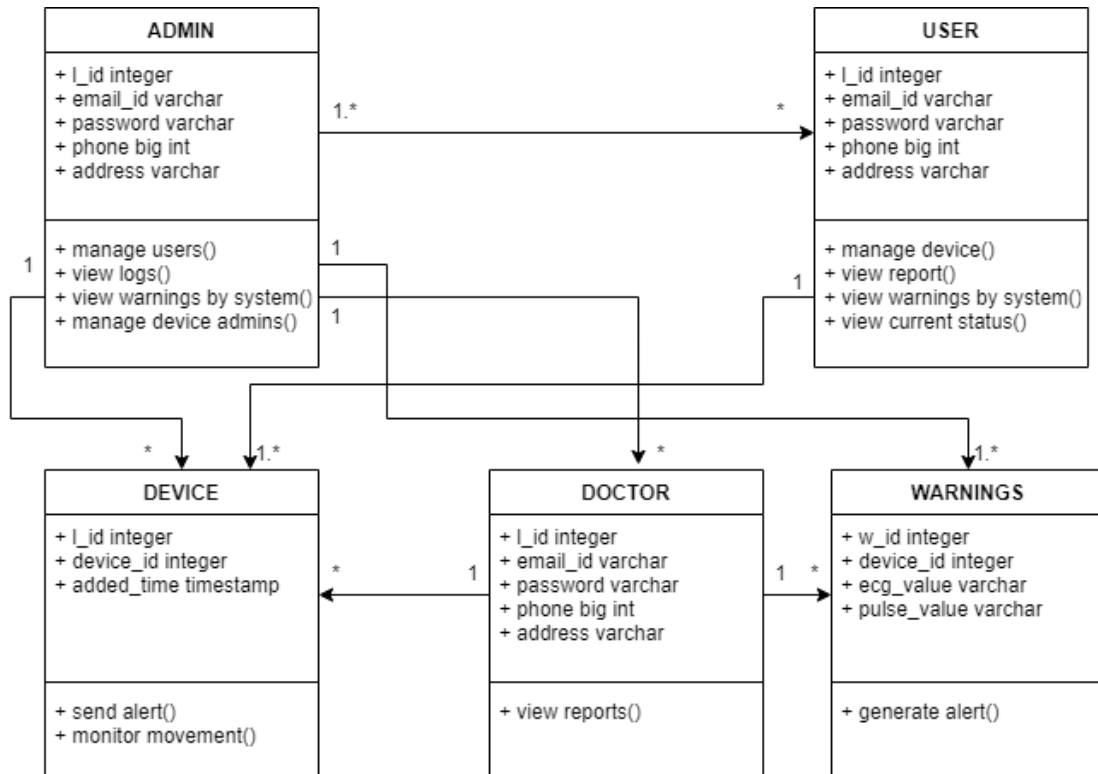 ADMIN
+ l_id integer
+ email_id varchar
+ password varchar
+ phone big int
+ address varchar
+ manage users()
+ view logs()
+ view warnings by system()
+ manage device admins()
1.*
*
USER
+ l_id integer
+ email_id varchar
+ password varchar
+ phone big int
+ address varchar
+ manage device()
+ view report()
+ view warnings by system()
+ view current status()
1
1
1
1
*
1.*
*
1.*
DEVICE
+ l_id integer
+ device_id integer
+ added_time timestamp
+ send alert()
+ monitor movement()
*
1
DOCTOR
+ l_id integer
+ email_id varchar
+ password varchar
+ phone big int
+ address varchar
+ view reports()
1
*
WARNINGS
+ w_id integer
+ device_id integer
+ ecg_value varchar
+ pulse_value varchar
+ generate alert()